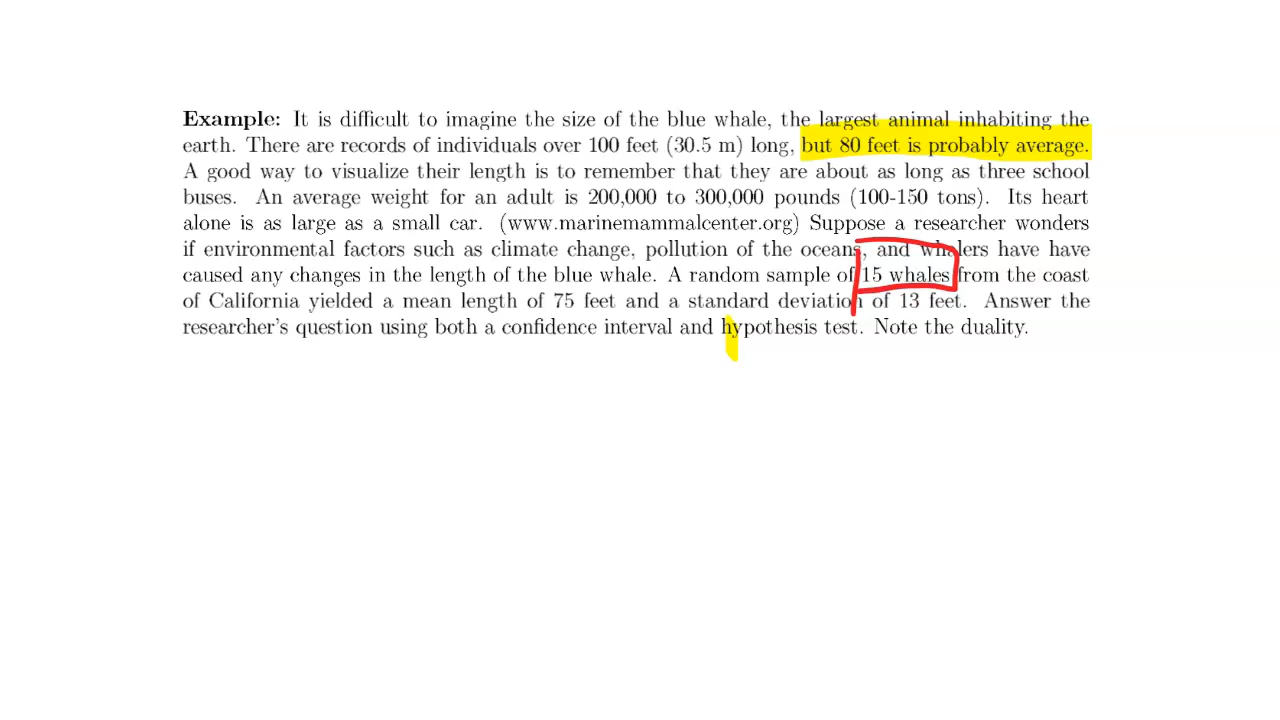 Example: It is difficult to imagine the size of the blue whale, the largest animal inhabiting the
earth. There are records of individuals over 100 feet (30.5 m) long, but 80 feet is probably average.
A good way to visualize their length is to remember that they are about as long as three school
buses. An average weight for an adult is 200,000 to 300,000 pounds (100-150 tons). Its heart
alone is as large as a small car. (www.marinemammalcenter.org) Suppose a researcher wonders
if environmental factors such as climate change, pollution of the oceans, and whalers have have
caused any changes in the length of the blue whale. A random sample of 15 whales from the coast
of California yielded a mean length of 75 feet and a standard deviation of 13 feet. Answer the
researcher's question using both a confidence interval and hypothesis test. Note the duality.